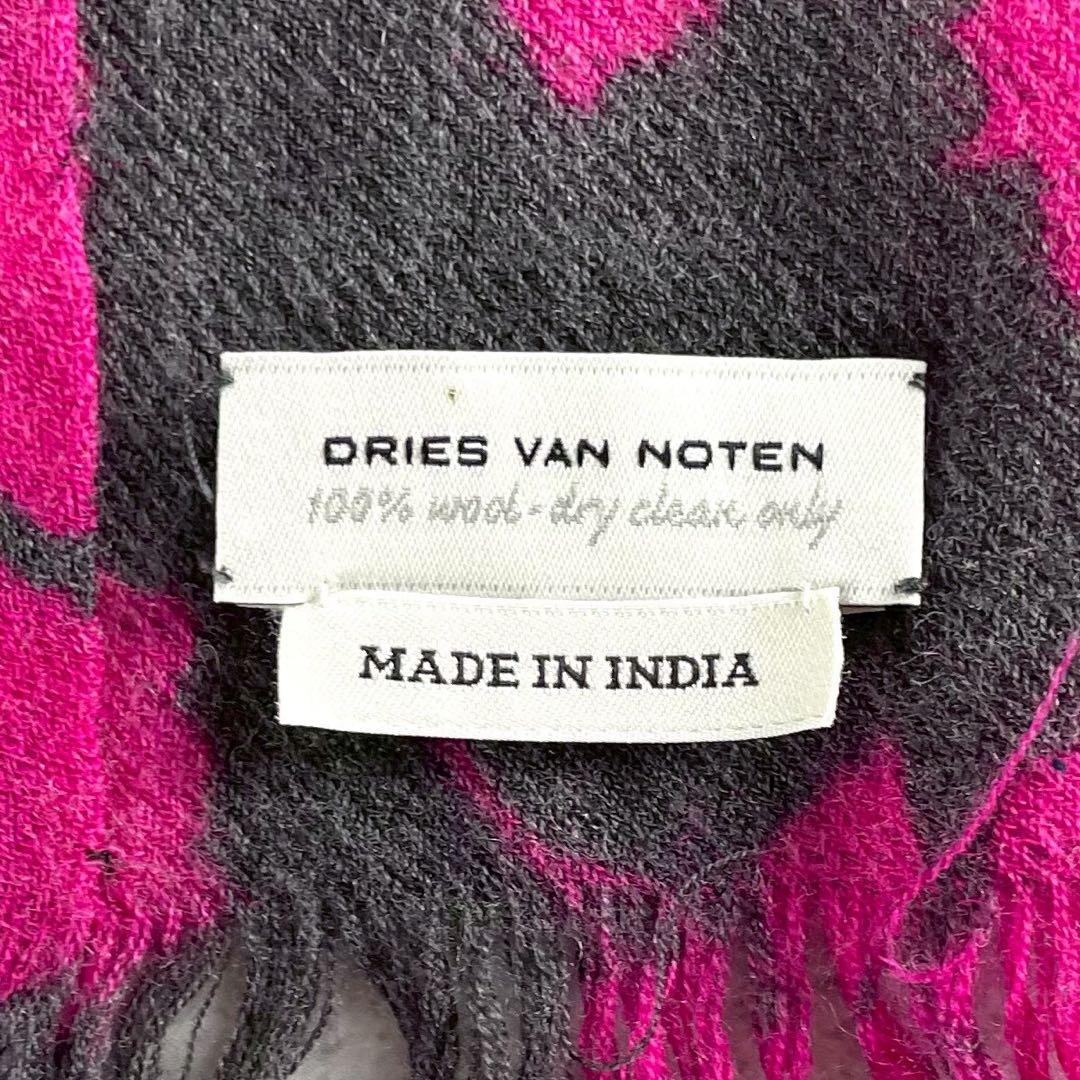 DRIES VAN NOTEN
100% wool-dry clean only
MADE IN INDIA